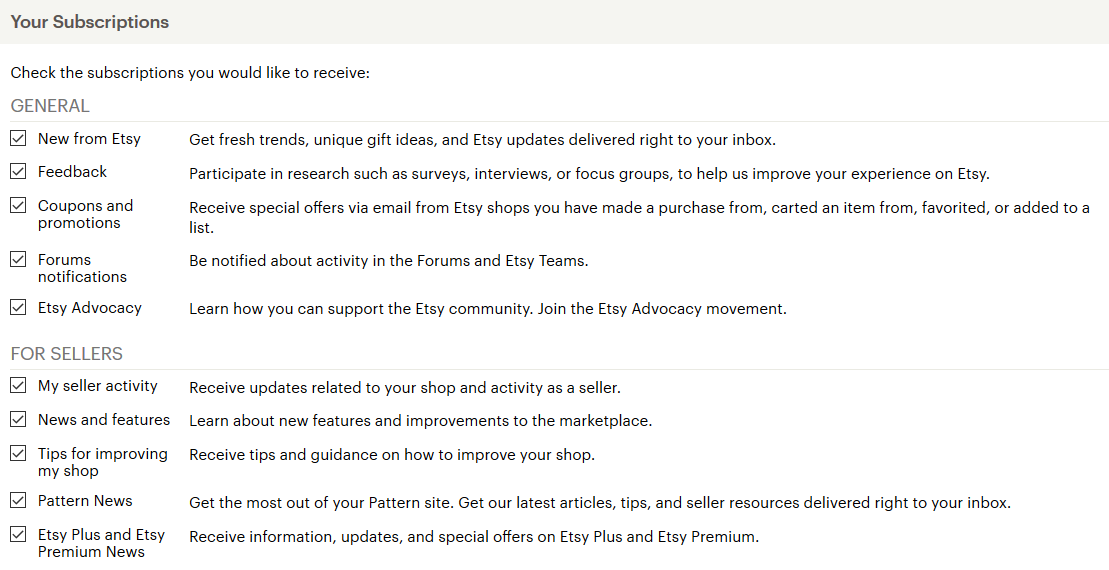 Your Subscriptions
Check the subscriptions you would like to receive:
GENERAL
New from Etsy
Get fresh trends, unique gift ideas, and Etsy updates delivered right to your inbox.
Feedback
Participate in research such as surveys, interviews, or focus groups, to help us improve your experience on Etsy.
Coupons and
promotions
Receive special offers via email from Etsy shops you have made a purchase from, carted an item from, favorited, or added to a
list.
Forums
notifications
Be notified about activity in the Forums and Etsy Teams.
Etsy Advocacy
Learn how you can support the Etsy community. Join the Etsy Advocacy movement.
FOR SELLERS
My seller activity
Receive updates related to your shop and activity as a seller.
News and features
Learn about new features and improvements to the marketplace.
Tips for improving
my shop
Receive tips and guidance on how to improve your shop.
Pattern News
Get the most out of your Pattern site. Get our latest articles, tips, and seller resources delivered right to your inbox.
Etsy Plus and Etsy
Premium News
Receive information, updates, and special offers on Etsy Plus and Etsy Premium.